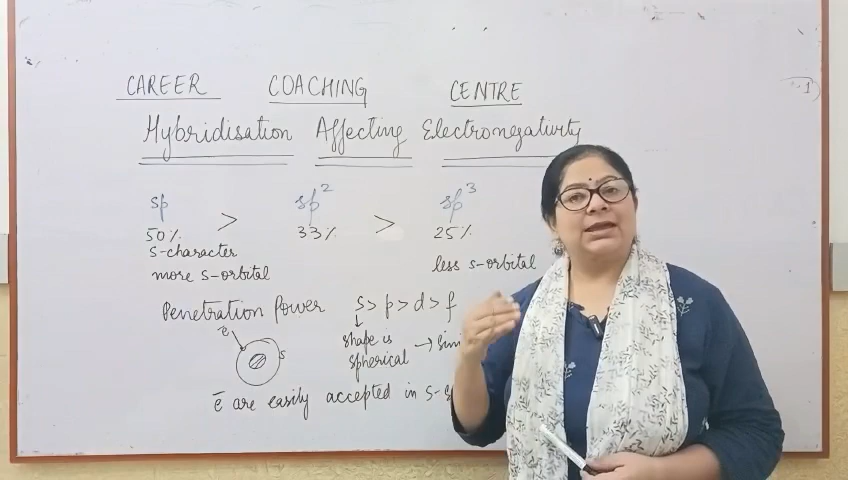 CAREER COACHING CENTRE
Hybridisation Affecting Electronegativity
sp > sp² > sp³
50% 33% 25%
s-character
more s-orbital less s-orbital
Penetration Power s > p > d > f
shape is
spherical →
ē s
ē are easily accepted in s-